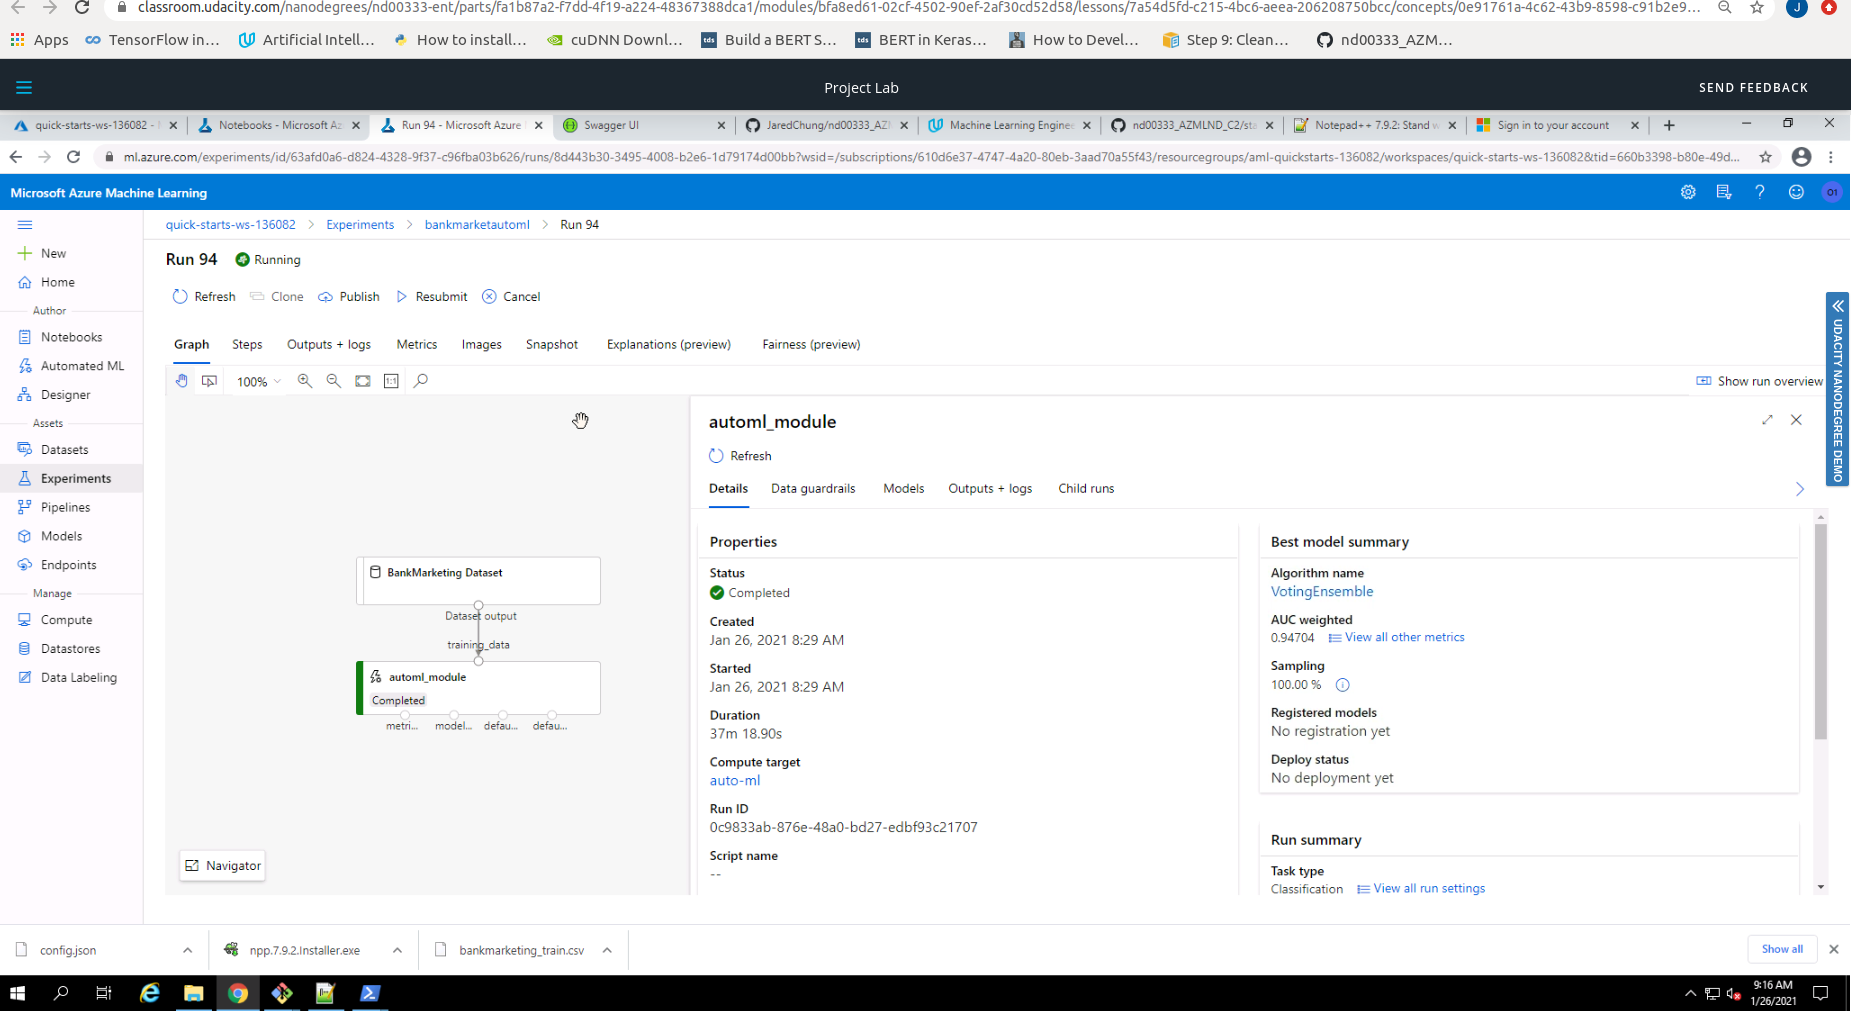 classroom.udacity.com/nanodegrees/nd00333-ent/parts/fa1b87a2-f7dd-4f19-a224-48367388dca1/modules/bfa8ed61-02cf-4502-90ef-2af30cd52d58/lessons/7a54d5fd-c215-4bc6-aeea-206208750bcc/concepts/0e91761a-4c62-43b9-8598-c91b2e9...
J
Apps TensorFlow in... Artificial Intell... How to install... cuDNN Downl... Build a BERT S... BERT in Keras... How to Devel... Step 9: Clean... nd00333_AZM...
Project Lab
SEND FEEDBACK
quick-starts-ws-136082 - Notebooks - Microsoft Az Run 94 - Microsoft Azure Swagger UI JaredChung/nd00333_AZ Machine Learning Engine nd00333_AZMLND_C2/sta Notepad++ 7.9.2: Stand w Sign in to your account
ml.azure.com/experiments/id/63afd0a6-d824-4328-9f37-c96fba03b626/runs/8d443b30-3495-4008-b2e6-1d79174d00bb?wsid=/subscriptions/610d6e37-4747-4a20-80eb-3aad70a55f43/resourcegroups/aml-quickstarts-136082/workspaces/quick-starts-ws-136082&tid=660b3398-b80e-49d...
Microsoft Azure Machine Learning
O1
quick-starts-ws-136082 > Experiments > bankmarketautoml > Run 94
New
Home
Author
Notebooks
Automated ML
Designer
Assets
Datasets
Experiments
Pipelines
Models
Endpoints
Manage
Compute
Datastores
Data Labeling
Run 94 Running
Refresh Clone Publish Resubmit Cancel
Graph Steps Outputs + logs Metrics Images Snapshot Explanations (preview) Fairness (preview)
100% 1:1
Show run overview
UDACITY NANODEGREE DEMO
BankMarketing Dataset
Dataset output
training_data
automl_module
Completed
metri... model... defau... defau...
Navigator
automl_module
Refresh
Details Data guardrails Models Outputs + logs Child runs
Properties
Status
Completed
Created
Jan 26, 2021 8:29 AM
Started
Jan 26, 2021 8:29 AM
Duration
37m 18.90s
Compute target
auto-ml
Run ID
0c9833ab-876e-48a0-bd27-edbf93c21707
Script name
--
Best model summary
Algorithm name
VotingEnsemble
AUC weighted
0.94704 View all other metrics
Sampling
100.00 %
Registered models
No registration yet
Deploy status
No deployment yet
Run summary
Task type
Classification View all run settings
config.json npp.7.9.2.Installer.exe bankmarketing_train.csv
Show all
9:16 AM
1/26/2021